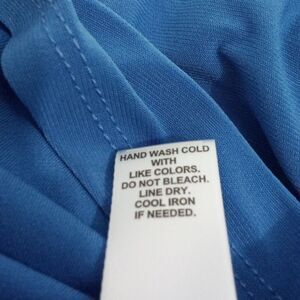 HAND WASH COLD
WITH
LIKE COLORS.
DO NOT BLEACH.
LINE DRY.
COOL IRON
IF NEEDED.